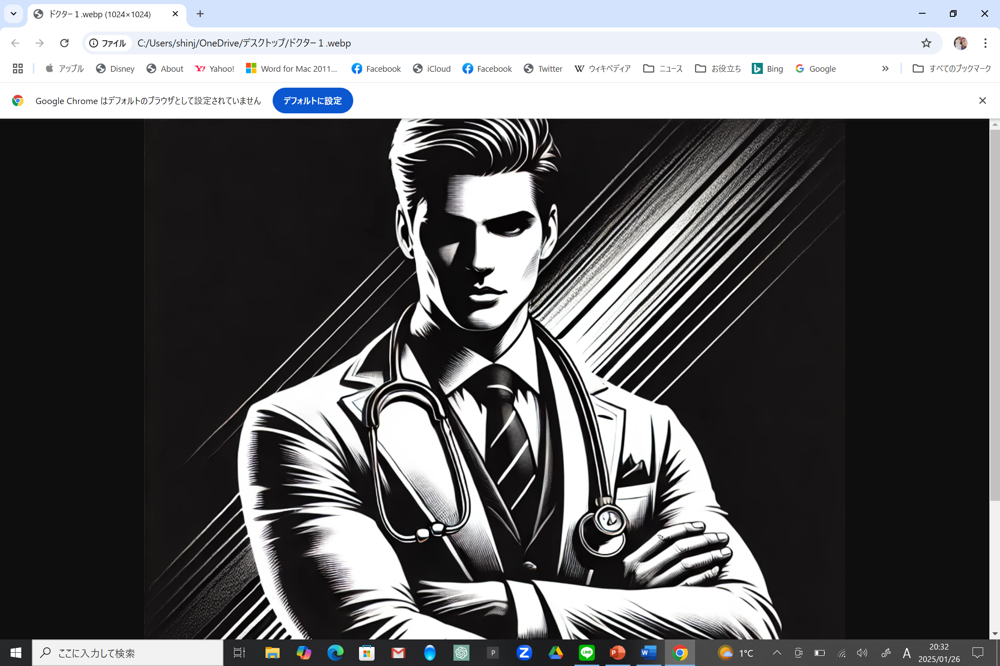 ドクター 1 .webp (1024×1024)
ファイル C:/Users/shinj/OneDrive/デスクトップ/ドクター 1 .webp
アップル Disney About Yahoo! Word for Mac 2011... Facebook iCloud Facebook Twitter W ウィキペディア ニュース お役立ち Bing Google » すべてのブックマーク
Google Chrome はデフォルトのブラウザとして設定されていません デフォルトに設定
ここに入力して検索 P Z LINE P W 1°C A 20:32
2025/01/26